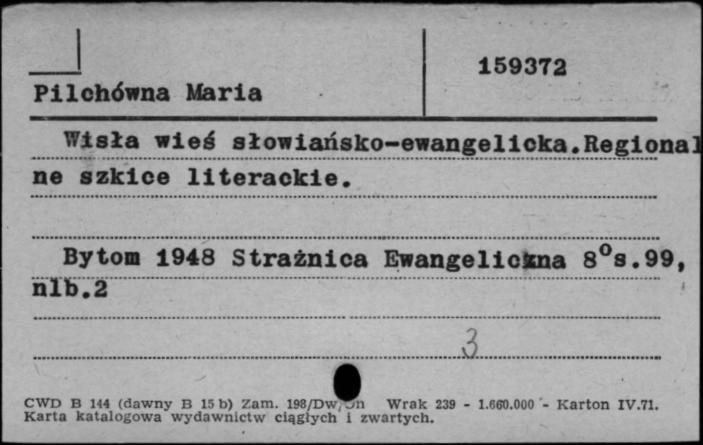 159372
Pilchówna Maria
Wisła wieś słowiańsko-ewangelicka.Regional
ne szkice literackie.
Bytom 1948 Strażnica Ewangeliczna 8°s.99,
nlb.2
3
CWD B 144 (dawny B 15 b) Zam. 198/Dw/Jn Wrak 239 - 1.660.000 - Karton IV.71.
Karta katalogowa wydawnictw ciągłych i zwartych.